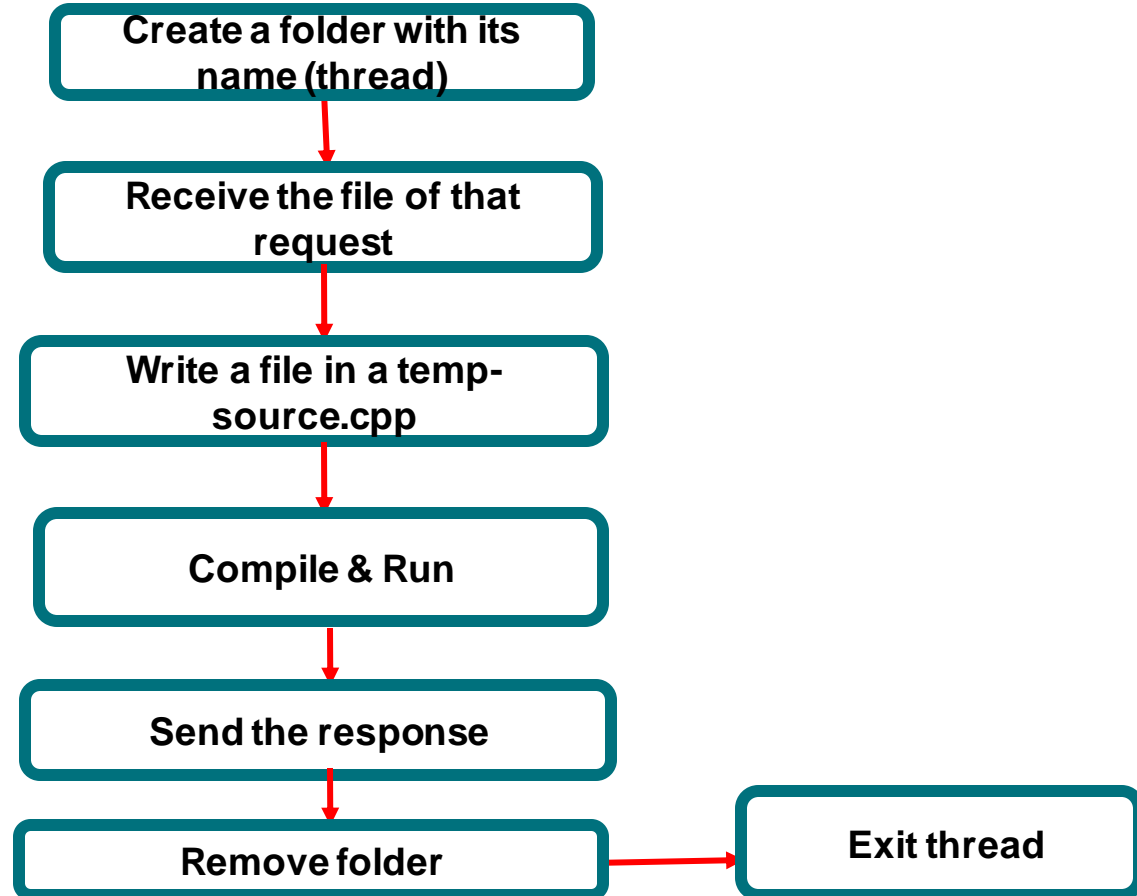 Create a folder with its
name (thread)
Receive the file of that
request
Write a file in a temp-
source.cpp
Compile & Run
Send the response
Remove folder
Exit thread